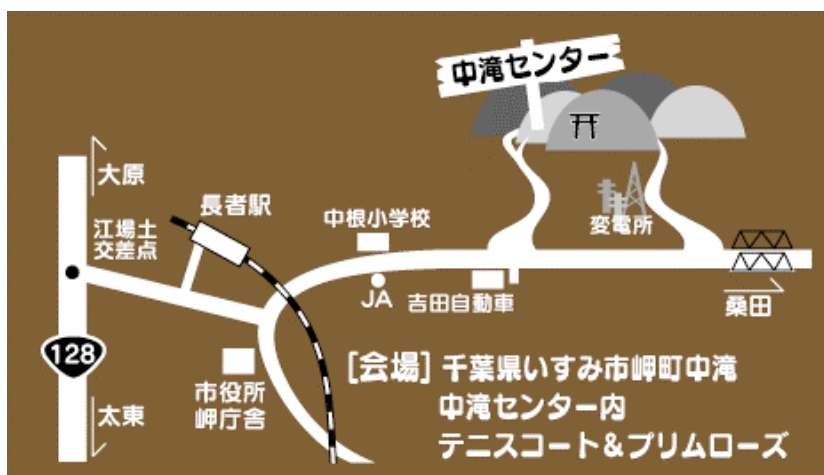 中滝センター
大原
長者駅
江場土
交差点
中根小学校
変電所
JA
吉田自動車
桑田
128
市役所
岬庁舎
太東
[会場] 千葉県いすみ市岬町中滝
中滝センター内
テニスコート&プリムローズ